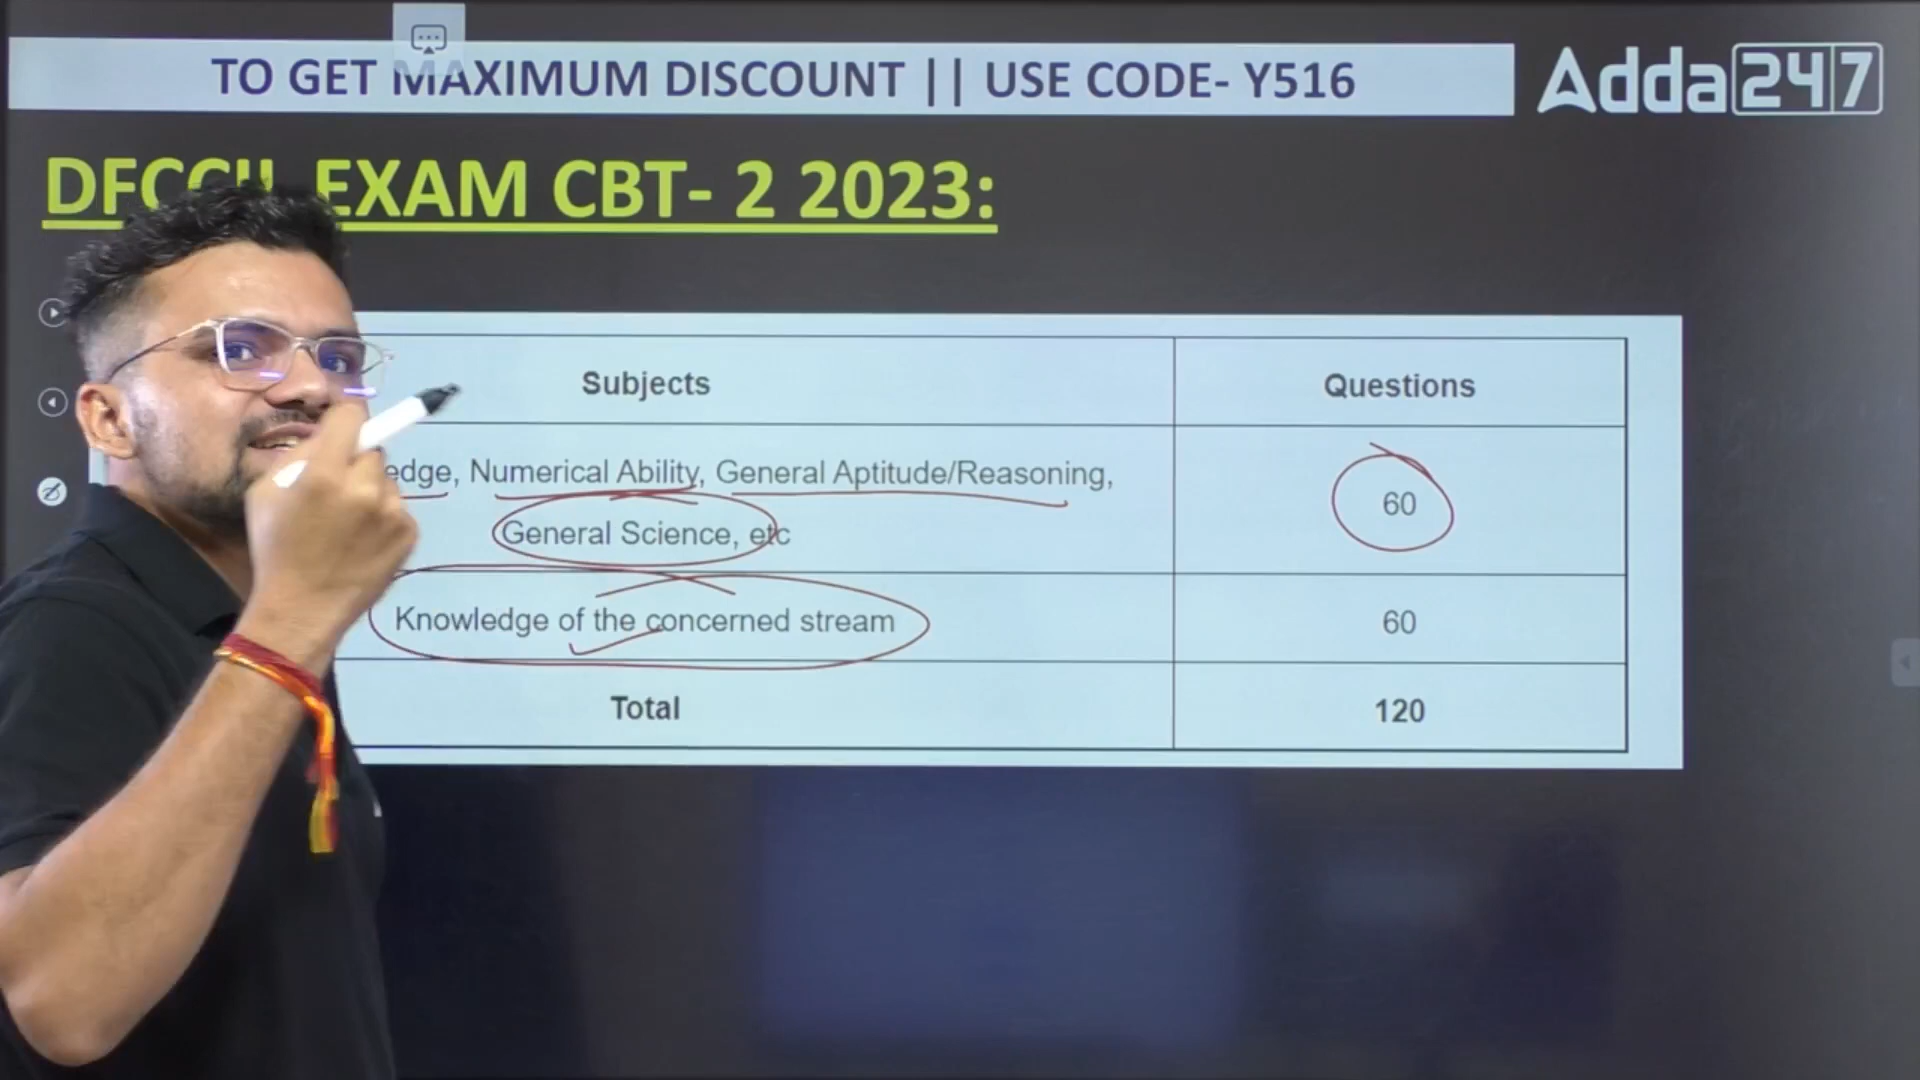 TO GET MAXIMUM DISCOUNT || USE CODE- Y516
Adda247
EXAM CBT- 2 2023:
Subjects
Questions
Numerical Ability, General Aptitude/Reasoning,
General Science, etc
60
Knowledge of the concerned stream
60
Total
120